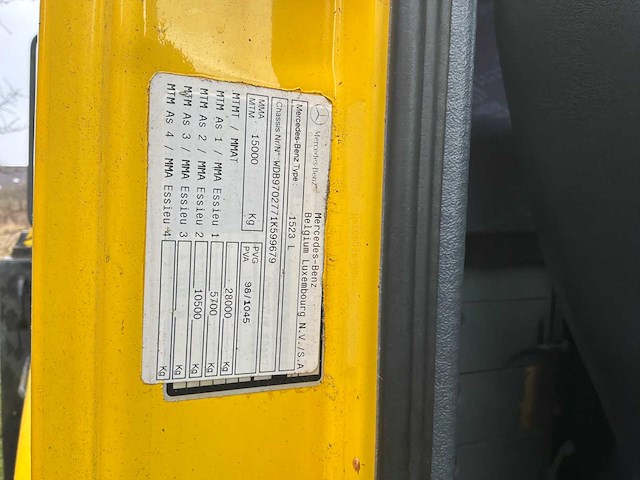 Mercedes-Benz
Mercedes-Benz
Belgium Luxembourg N.V./S.A
Mercedes-Benz Type : 1523 L
Chassis Nr/N° WDB9702771K599679
MMA
MTM 15000 Kg
PVG
PVA 98/1045
MTMT / MMAT 28000 Kg
MTM As 1 / MMA Essieu 1 5700 Kg
MTM As 2 / MMA Essieu 2 10500 Kg
MTM As 3 / MMA Essieu 3 Kg
MTM As 4 / MMA Essieu 4 Kg